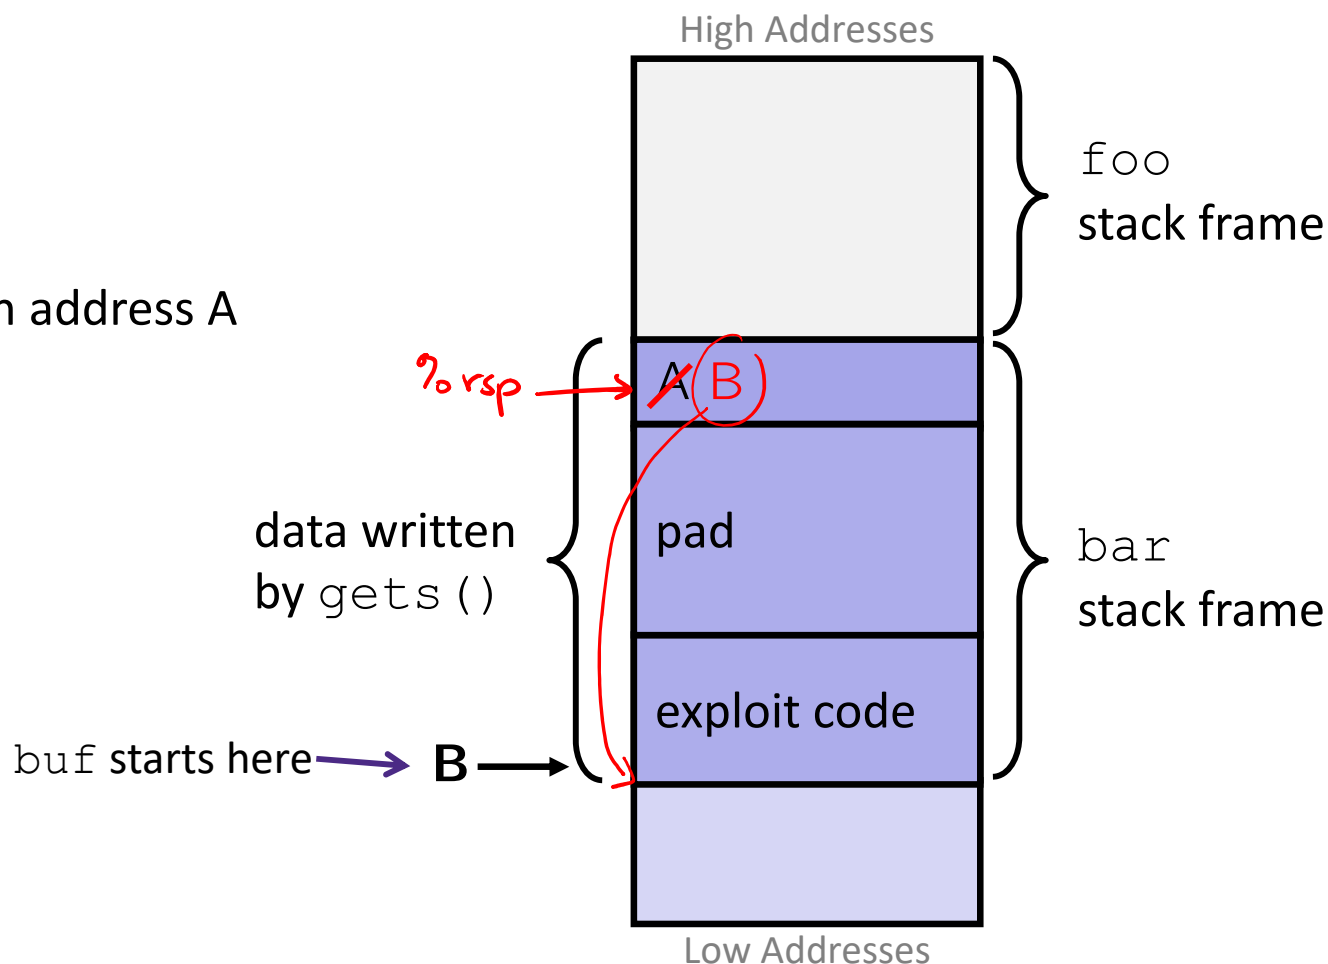 High Addresses
foo
stack frame
n address A
%rsp
A B
data written
by gets()
pad
bar
stack frame
exploit code
buf starts here B
Low Addresses